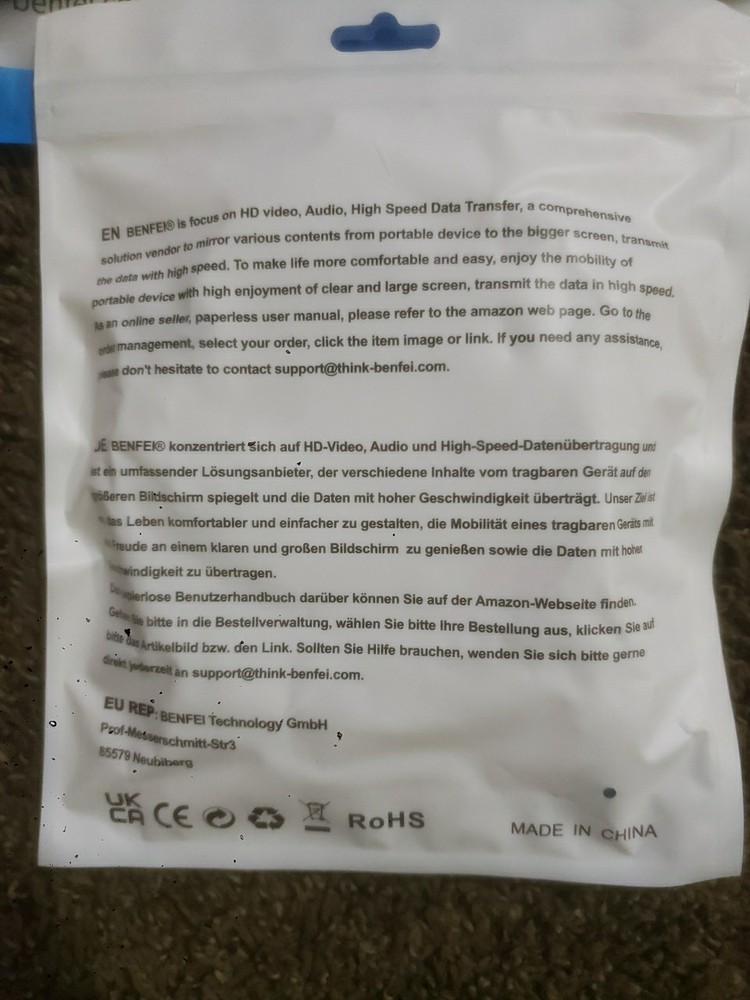 EN BENFEI® is focus on HD video, Audio, High Speed Data Transfer, a comprehensive
solution vendor to mirror various contents from portable device to the bigger screen, transmit
the data with high speed. To make life more comfortable and easy, enjoy the mobility of
portable device with high enjoyment of clear and large screen, transmit the data in high speed.
As an online seller, paperless user manual, please refer to the amazon web page. Go to the
order management, select your order, click the item image or link. If you need any assistance,
please don't hesitate to contact support@think-benfei.com.
BENFEI® konzentriert sich auf HD-Video, Audio und High-Speed-Datenübertragung und
ist ein umfassender Lösungsanbieter, der verschiedene Inhalte vom tragbaren Gerät auf den
größeren Bildschirm spiegelt und die Daten mit hoher Geschwindigkeit überträgt. Unser Ziel ist
das Leben komfortabler und einfacher zu gestalten, die Mobilität eines tragbaren Geräts mit
Freude an einem klaren und großen Bildschirm zu genießen sowie die Daten mit hoher
windigkeit zu übertragen.
Benutzerhandbuch darüber können Sie auf der Amazon-Webseite finden.
Gehen Sie bitte in die Bestellverwaltung, wählen Sie bitte Ihre Bestellung aus, klicken Sie auf
bitte das Artikelbild bzw. den Link. Sollten Sie Hilfe brauchen, wenden Sie sich bitte gerne
direkt jederzeit an support@think-benfei.com.
EU REP: BENFEI Technology GmbH
Prof-Messerschmitt-Str3
85579 Neubiberg
UK
CA CE RoHS MADE IN CHINA